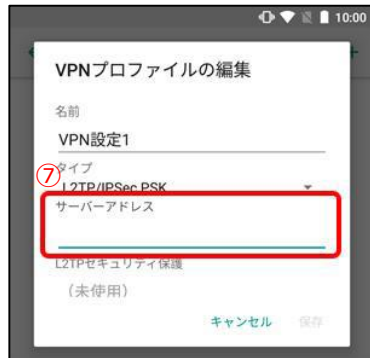 10:00
VPNプロファイルの編集
名前
VPN設定1
⑦
タイプ
L2TP/IPSec PSK
サーバーアドレス
L2TPセキュリティ保護
（未使用）
キャンセル 保存